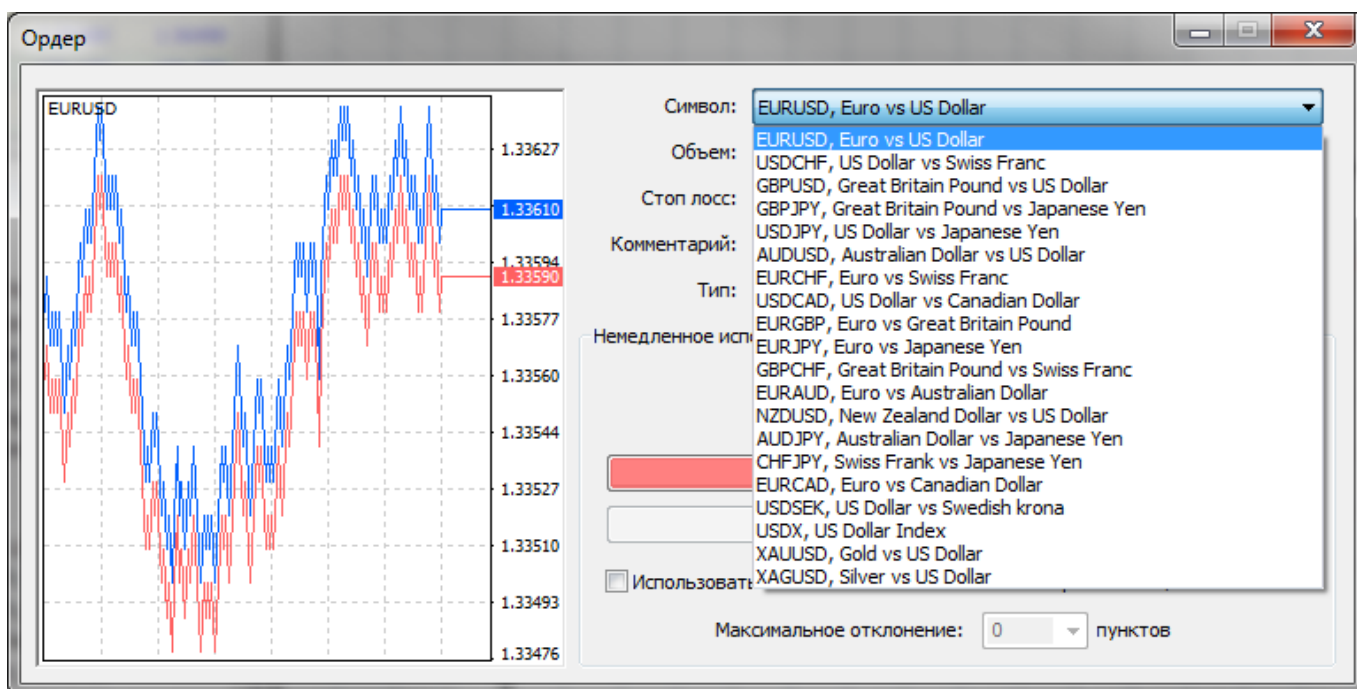 Ордер
EURUSD
1.33627
1.33610
1.33594
1.33590
1.33577
1.33560
1.33544
1.33527
1.33510
1.33493
1.33476
Символ: EURUSD, Euro vs US Dollar
Объем:
Стоп лосс:
Комментарий:
Тип:
EURUSD, Euro vs US Dollar
USDCHF, US Dollar vs Swiss Franc
GBPUSD, Great Britain Pound vs US Dollar
GBPJPY, Great Britain Pound vs Japanese Yen
USDJPY, US Dollar vs Japanese Yen
AUDUSD, Australian Dollar vs US Dollar
EURCHF, Euro vs Swiss Franc
USDCAD, US Dollar vs Canadian Dollar
EURGBP, Euro vs Great Britain Pound
EURJPY, Euro vs Japanese Yen
GBPCHF, Great Britain Pound vs Swiss Franc
EURAUD, Euro vs Australian Dollar
NZDUSD, New Zealand Dollar vs US Dollar
AUDJPY, Australian Dollar vs Japanese Yen
CHFJPY, Swiss Frank vs Japanese Yen
EURCAD, Euro vs Canadian Dollar
USDSEK, US Dollar vs Swedish krona
USDX, US Dollar Index
XAUUSD, Gold vs US Dollar
XAGUSD, Silver vs US Dollar
Немедленное
Использовать
Максимальное отклонение: 0 пунктов